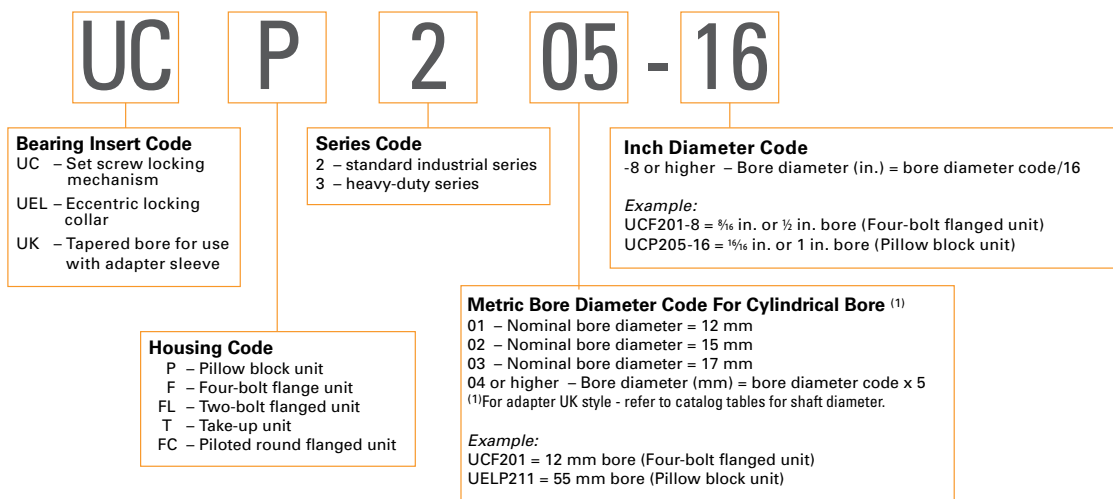 UC P 2 05 - 16
Bearing Insert Code
UC – Set screw locking
mechanism
UEL – Eccentric locking
collar
UK – Tapered bore for use
with adapter sleeve
Series Code
2 – standard industrial series
3 – heavy-duty series
Inch Diameter Code
-8 or higher – Bore diameter (in.) = bore diameter code/16
Example:
UCF201-8 = 8⁄16 in. or ½ in. bore (Four-bolt flanged unit)
UCP205-16 = 16⁄16 in. or 1 in. bore (Pillow block unit)
Housing Code
P – Pillow block unit
F – Four-bolt flange unit
FL – Two-bolt flanged unit
T – Take-up unit
FC – Piloted round flanged unit
Metric Bore Diameter Code For Cylindrical Bore (1)
01 – Nominal bore diameter = 12 mm
02 – Nominal bore diameter = 15 mm
03 – Nominal bore diameter = 17 mm
04 or higher – Bore diameter (mm) = bore diameter code x 5
(1)For adapter UK style - refer to catalog tables for shaft diameter.
Example:
UCF201 = 12 mm bore (Four-bolt flanged unit)
UELP211 = 55 mm bore (Pillow block unit)